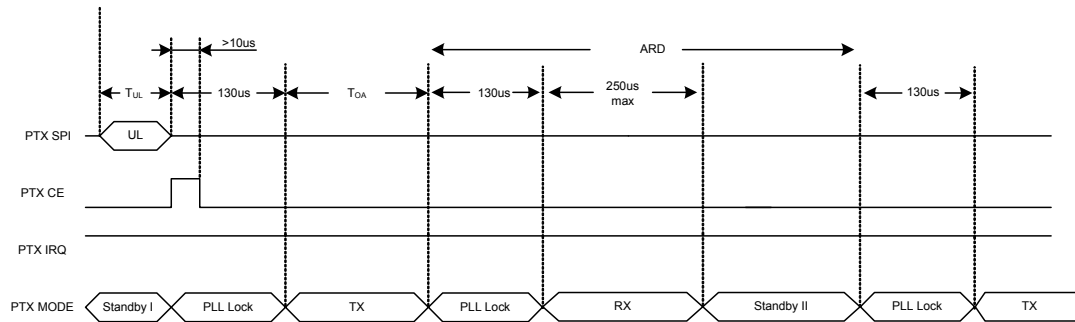 >10us
ARD
TUL
130us
TOA
130us
250us
max
130us
PTX SPI
UL
PTX CE
PTX IRQ
PTX MODE
Standby I
PLL Lock
TX
PLL Lock
RX
Standby II
PLL Lock
TX